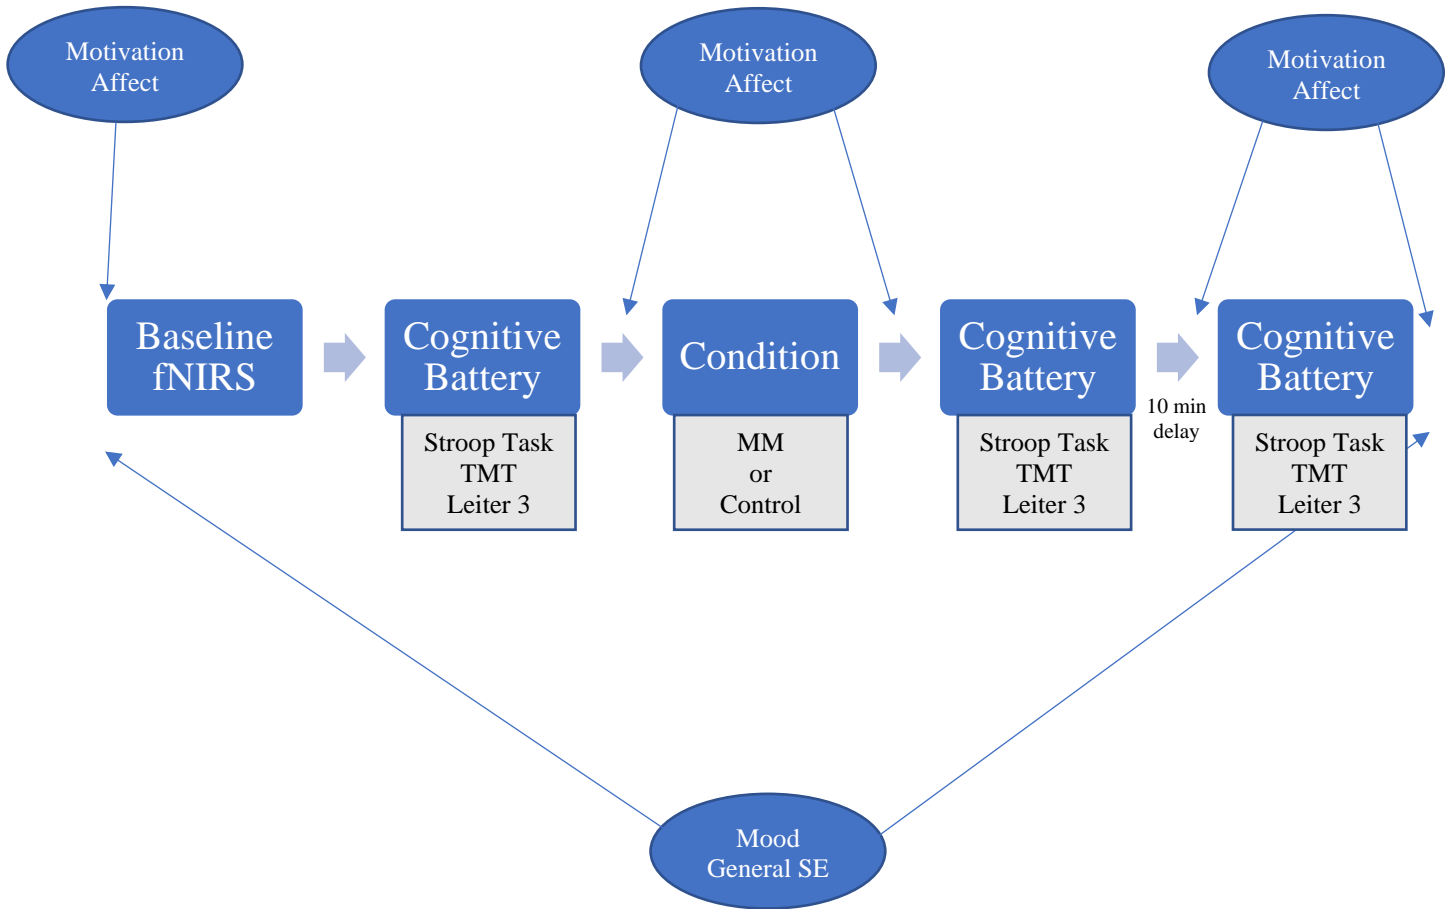 Motivation
Affect
Motivation
Affect
Motivation
Affect
Baseline
fNIRS
Cognitive
Battery
Condition
Cognitive
Battery
Cognitive
Battery
10 min
delay
Stroop Task
TMT
Leiter 3
MM
or
Control
Stroop Task
TMT
Leiter 3
Stroop Task
TMT
Leiter 3
Mood
General SE